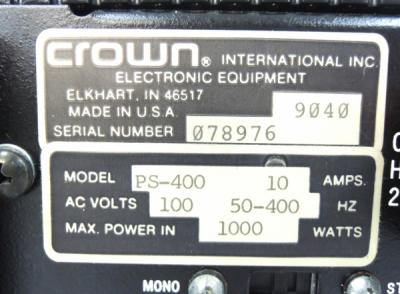 crown® INTERNATIONAL INC.
ELECTRONIC EQUIPMENT
ELKHART, IN 46517
MADE IN U.S.A. 9040
SERIAL NUMBER 078976
MODEL PS-400 10 AMPS.
AC VOLTS 100 50-400 HZ
MAX. POWER IN 1000 WATTS
MONO